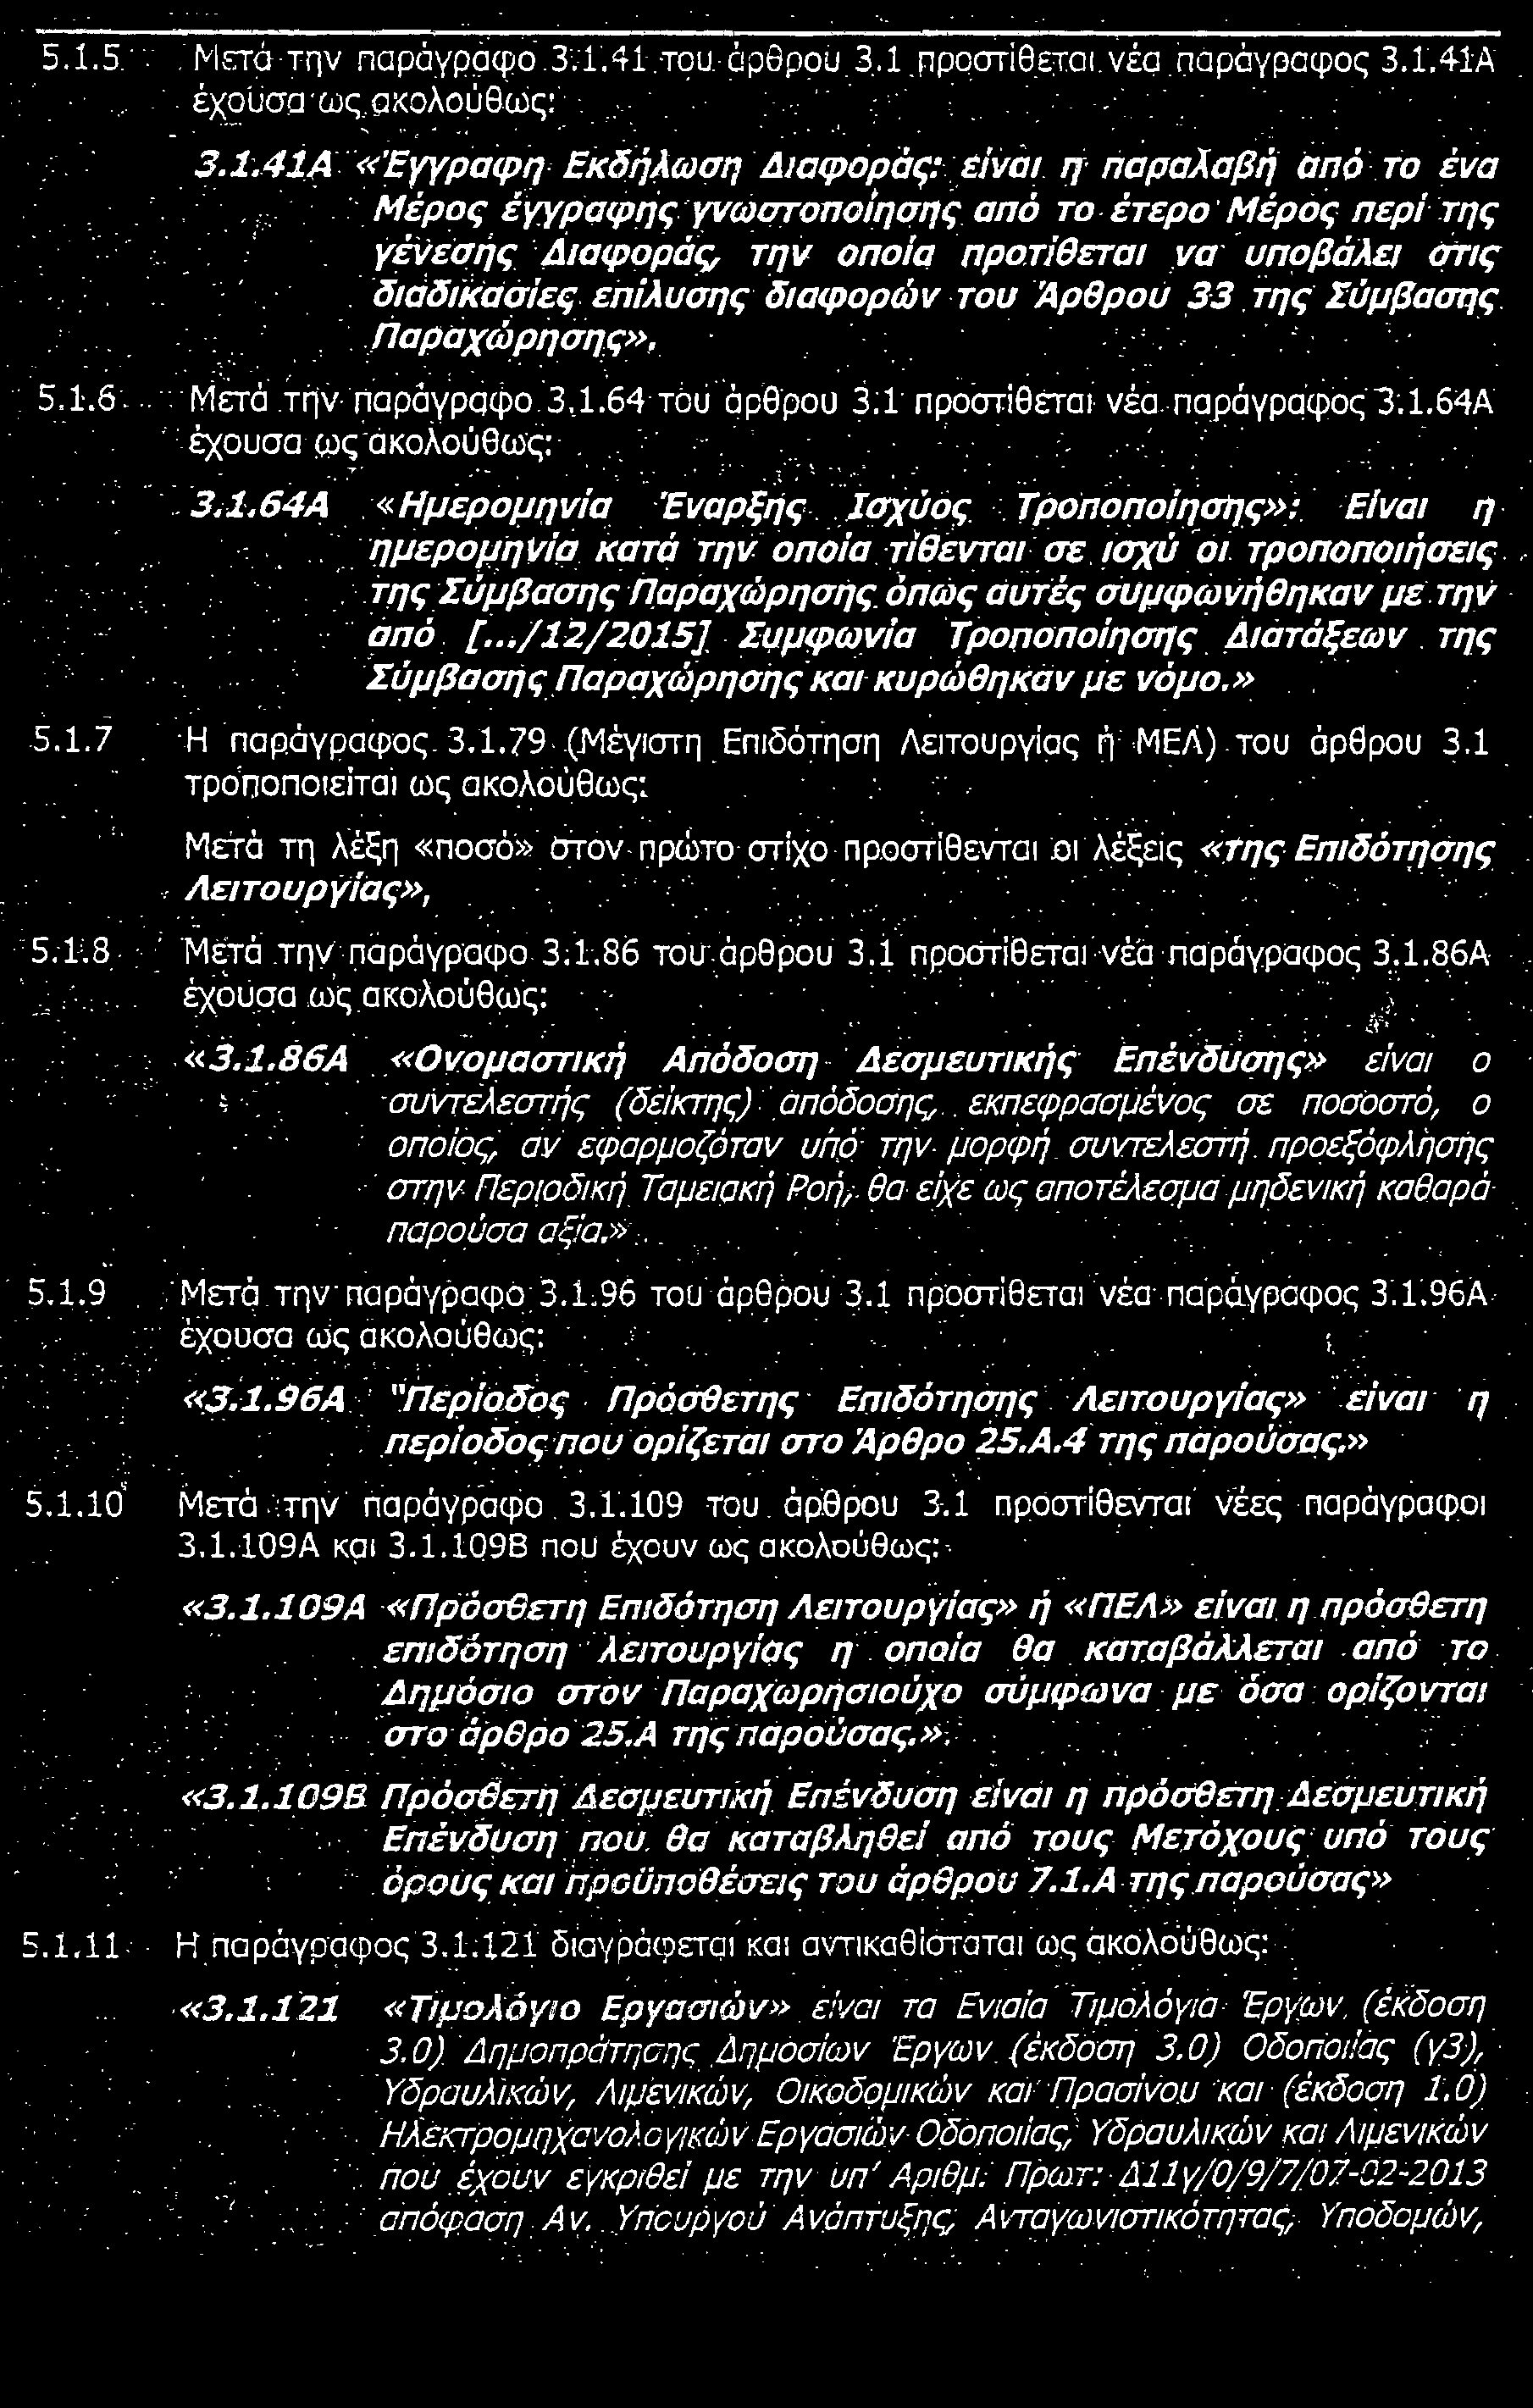 5.1.5 Μετά την παράγραφο 3.1.41 του άρθρου 3.1 προστίθεται νέα παράγραφος 3.1.41Α
έχουσα ως ακολούθως:
3.1.41Α «Έγγραφη Εκδήλωση Διαφοράς: είναι η παραλαβή από το ένα
Μέρος έγγραφης γνωστοποίησης από το έτερο Μέρος περί της
γένεσης Διαφοράς, την οποία προτίθεται να υποβάλει στις
διαδικασίες επίλυσης διαφορών του Άρθρου 33 της Σύμβασης
Παραχώρησης».
5.1.6 Μετά την παράγραφο 3.1.64 του άρθρου 3.1 προστίθεται νέα παράγραφος 3.1.64Α
έχουσα ως ακολούθως:
3.1.64Α «Ημερομηνία Έναρξης Ισχύος Τροποποίησης»: Είναι η
ημερομηνία κατά την οποία τίθενται σε ισχύ οι τροποποιήσεις
της Σύμβασης Παραχώρησης όπως αυτές συμφωνήθηκαν με την
από [.../12/2015] Συμφωνία Τροποποίησης Διατάξεων της
Σύμβασης Παραχώρησης και κυρώθηκαν με νόμο.»
5.1.7 Η παράγραφος 3.1.79 (Μέγιστη Επιδότηση Λειτουργίας ή ΜΕΛ) του άρθρου 3.1
τροποποιείται ως ακολούθως:
Μετά τη λέξη «ποσό» στον πρώτο στίχο προστίθενται οι λέξεις «της Επιδότησης
Λειτουργίας»,
5.1.8 Μετά την παράγραφο 3.1.86 του άρθρου 3.1 προστίθεται νέα παράγραφος 3.1.86Α
έχουσα ως ακολούθως:
«3.1.86Α «Ονομαστική Απόδοση Δεσμευτικής Επένδυσης» είναι ο
συντελεστής (δείκτης) απόδοσης, εκπεφρασμένος σε ποσοστό, ο
οποίος, αν εφαρμοζόταν υπό την μορφή συντελεστή προεξόφλησης
στην Περιοδική Ταμειακή Ροή, θα είχε ως αποτέλεσμα μηδενική καθαρά
παρούσα αξία.»
5.1.9 Μετά την παράγραφο 3.1.96 του άρθρου 3.1 προστίθεται νέα παράγραφος 3.1.96Α
έχουσα ως ακολούθως:
«3.1.96Α "Περίοδος Πρόσθετης Επιδότησης Λειτουργίας» είναι η
περίοδος που ορίζεται στο Άρθρο 25.Α.4 της παρούσας.»
5.1.10 Μετά την παράγραφο 3.1.109 του άρθρου 3.1 προστίθενται νέες παράγραφοι
3.1.109Α και 3.1.109Β που έχουν ως ακολούθως:
«3.1.109Α «Πρόσθετη Επιδότηση Λειτουργίας» ή «ΠΕΛ» είναι η πρόσθετη
επιδότηση λειτουργίας η οποία θα καταβάλλεται από το
Δημόσιο στον Παραχωρησιούχο σύμφωνα με όσα ορίζονται
στο άρθρο 25.Α της παρούσας.»
«3.1.109Β Πρόσθετη Δεσμευτική Επένδυση είναι η πρόσθετη Δεσμευτική
Επένδυση που θα καταβληθεί από τους Μετόχους υπό τους
όρους και προϋποθέσεις του άρθρου 7.1.Α της παρούσας»
5.1.11 Η παράγραφος 3.1.121 διαγράφεται και αντικαθίσταται ως ακολούθως:
«3.1.121 «Τιμολόγιο Εργασιών» είναι τα Ενιαία Τιμολόγια Έργων, (έκδοση
3.0) Δημοπράτησης Δημοσίων Έργων (έκδοση 3.0) Οδοποιίας (γ3),
Υδραυλικών, Λιμενικών, Οικοδομικών και Πρασίνου και (έκδοση 1.0)
Ηλεκτρομηχανολογικών Εργασιών Οδοποιίας, Υδραυλικών και Λιμενικών
που έχουν εγκριθεί με την υπ' Αριθμ. Πρωτ: Δ11γ/0/9/7/07-02-2013
απόφαση Αν. Υπουργού Ανάπτυξης, Ανταγωνιστικότητας, Υποδομών,